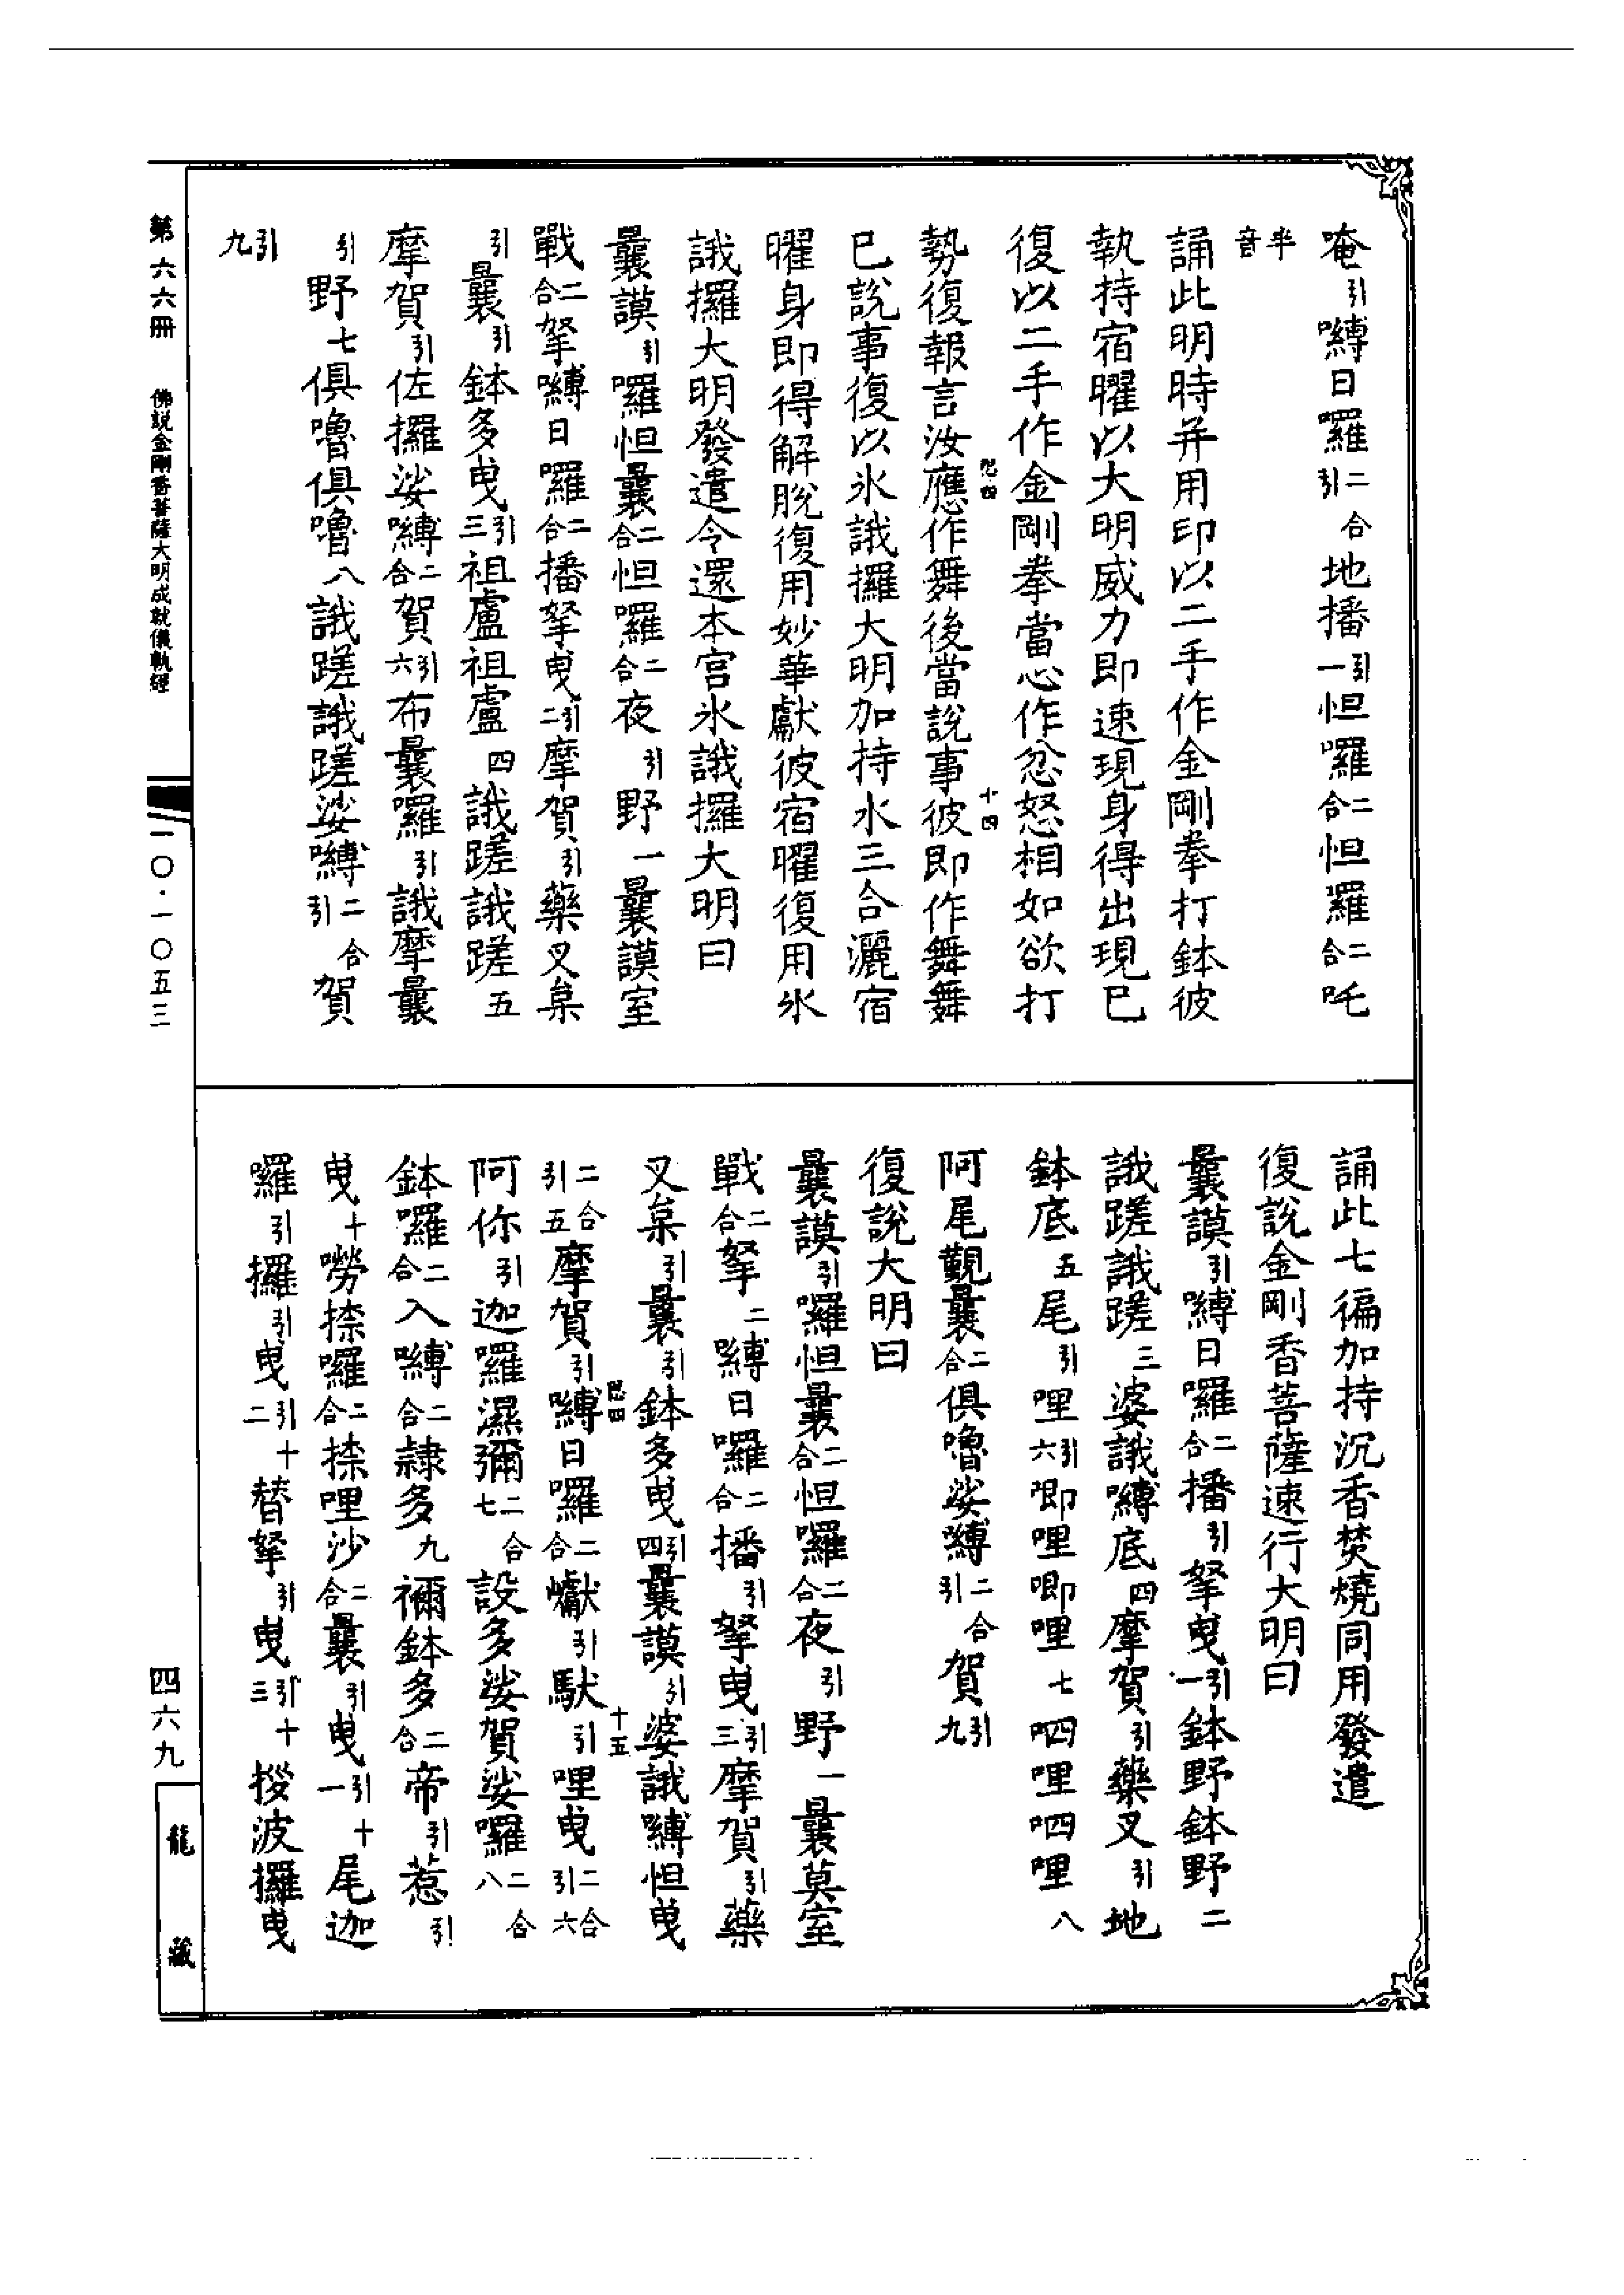 唵引嚩日囉二合引地播引一怛囉二合怛囉二合吒
半音
誦此明時并用印以二手作金剛拳打鉢彼
執持宿曜以大明威力即速現身得出現已
復以二手作金剛拳當心作忿怒相如欲打
勢復報言汝應作舞後當說事彼即作舞舞
已說事復以氷誐攞大明加持水三合灑宿
曜身即得解脫復用妙華獻彼宿曜復用氷
誐攞大明發遣令還本宮氷誐攞大明曰
曩謨引囉怛曩二合怛囉二合夜引野一曩謨室
戰二合拏嚩日囉二合播拏曳引二摩賀引藥叉枲
引曩引鉢多曳引三祖盧祖盧四誐蹉誐蹉五
摩賀引佐攞娑嚩二合賀引六布曩囉引誐摩曩
引野七俱嚕俱嚕八誐蹉誐蹉娑嚩二合引賀
引九
誦此七徧加持沉香焚燒同用發遣
復說金剛香菩薩速行大明曰
曩謨引嚩日囉二合播引拏曳引一鉢野鉢野二
誐蹉誐蹉三婆誐嚩底四摩賀引藥叉引地
鉢底五尾引哩引六唧哩唧哩七呬哩呬哩八
阿尾覲曩二合俱嚕娑嚩二合引賀引九
復說大明曰
曩謨引囉怛曩二合怛囉二合夜引野一曩莫室
戰二合拏二嚩日囉二合播引拏曳引三摩賀引藥
叉枲引曩引鉢多曳引四曩謨引婆誐嚩怛曳
二合引五摩賀引嚩日囉二合巘引馱引哩曳二合引六
阿你引迦囉濕彌二合七設多娑賀娑囉二合八
鉢囉二合入嚩二合隷多九禰鉢多二合帝引惹引
曳十嘮捺囉二合捺哩沙二合曩引曳引十一尾迦
囉引攞引曳引十二替拏引曳引十三拶波攞曳
第六六冊
佛説金剛香菩薩大明成就儀軌經
一〇·一〇五三
四六九
龍藏
悲四
十四
悲四
十五